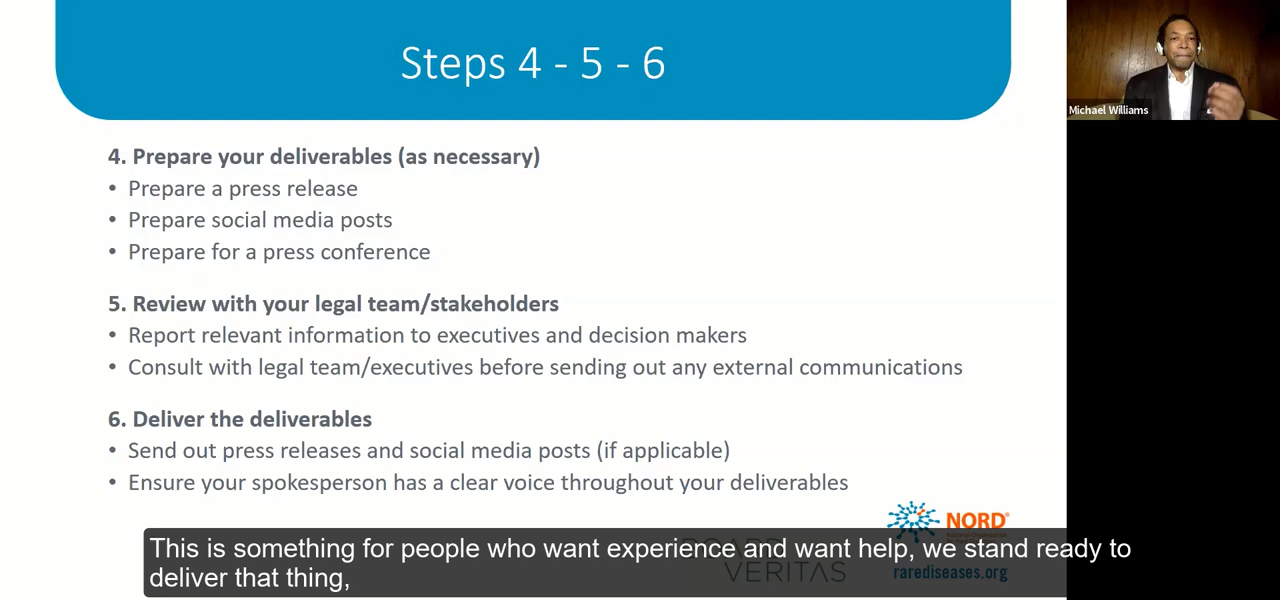 Steps 4 - 5 - 6
Michael Williams
4. Prepare your deliverables (as necessary)
• Prepare a press release
• Prepare social media posts
• Prepare for a press conference
5. Review with your legal team/stakeholders
• Report relevant information to executives and decision makers
• Consult with legal team/executives before sending out any external communications
6. Deliver the deliverables
• Send out press releases and social media posts (if applicable)
• Ensure your spokesperson has a clear voice throughout your deliverables
NORD®
This is something for people who want experience and want help, we stand ready to
deliver that thing,
VERITAS
rarediseases.org